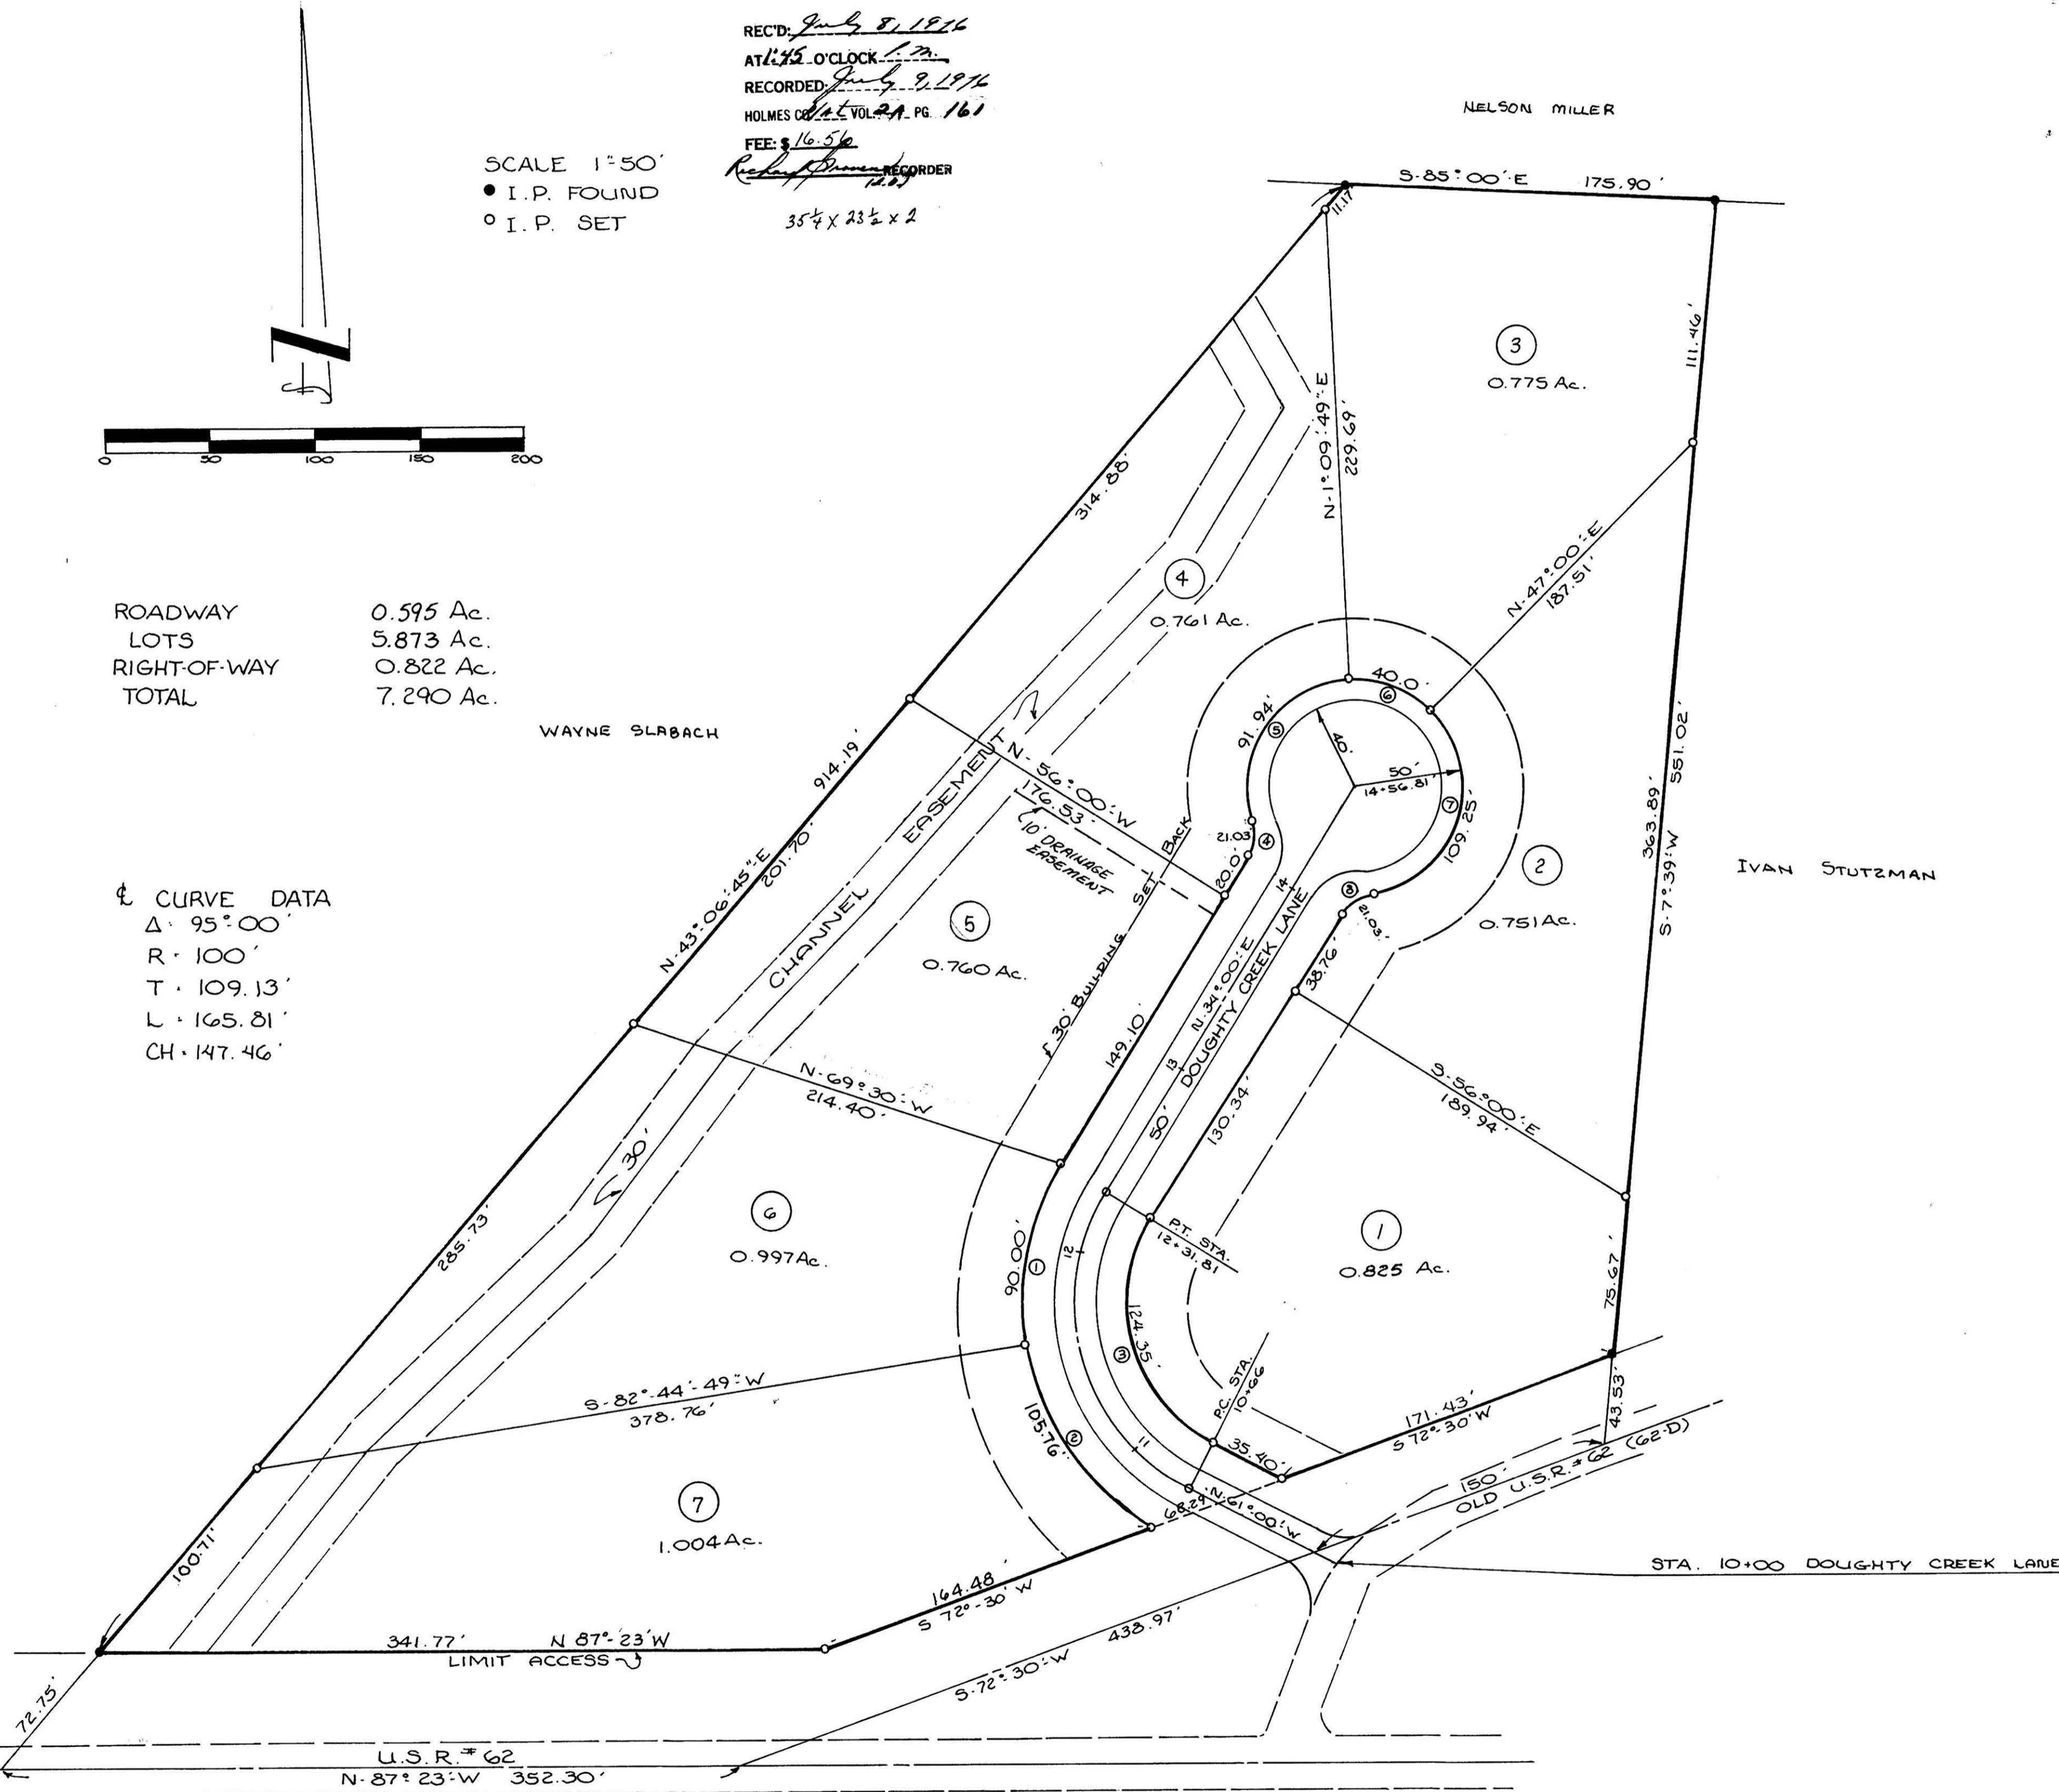 REC'D: July 8, 1976
AT 1:45 O'CLOCK P.M.
RECORDED: July 9, 1976
HOLMES CO. Plat VOL. 2A PG. 161
FEE: $ 16.56
Richard RECORDER
35 1/4 x 23 1/2 x 2
SCALE 1"=50'
I.P. FOUND
I.P. SET
N
0 50 100 150 200
NELSON MILLER
S-85°00'-E 175.90'
11.17
3
0.775 Ac.
111.46'
N-1°09'-49"-E
229.69'
314.88'
N-47°00'-E
187.51'
4
0.761 Ac.
ROADWAY 0.595 Ac.
LOTS 5.873 Ac.
RIGHT-OF-WAY 0.822 Ac.
TOTAL 7.290 Ac.
WAYNE SLABACH
914.19'
N-43°06'-45"-E
201.70'
CHANNEL EASEMENT
N-56°00'-W
176.53'
10' DRAINAGE
EASEMENT
30' BUILDING SET BACK
40.0'
6
91.94'
5
40'
50'
14+56.81
7
109.25'
21.03'
4
20.0'
8
21.03'
14
38.76'
2
0.751 Ac.
363.89'
551.02'
S-7°39'-W
IVAN STUTZMAN
₵ CURVE DATA
Δ= 95°00'
R= 100'
T= 109.13'
L= 165.81'
CH= 147.46'
5
0.760 Ac.
149.10'
N-34°00'-E
DOUGHTY CREEK LANE
13
50'
130.34'
N-69°30'-W
214.40'
S-56°00'-E
189.94'
30'
6
0.997 Ac.
285.73'
90.00'
1
12
P.T. STA.
12+31.81
1
0.825 Ac.
75.67'
124.35'
3
P.C. STA.
10+66
S-82°-44'-49"W
378.76'
105.76'
2
11
35.40'
171.43'
S 72°-30'W
43.53'
7
1.004 Ac.
100.71'
68.29'
N-61°00'-W
150'
OLD U.S.R. #62 (62-D)
STA. 10+00 DOUGHTY CREEK LANE
164.48'
S 72°-30'W
341.77' N 87°-23'W
LIMIT ACCESS
S-72°30'-W 438.97'
72.75'
U.S.R. #62
N-87°23'-W 352.30'